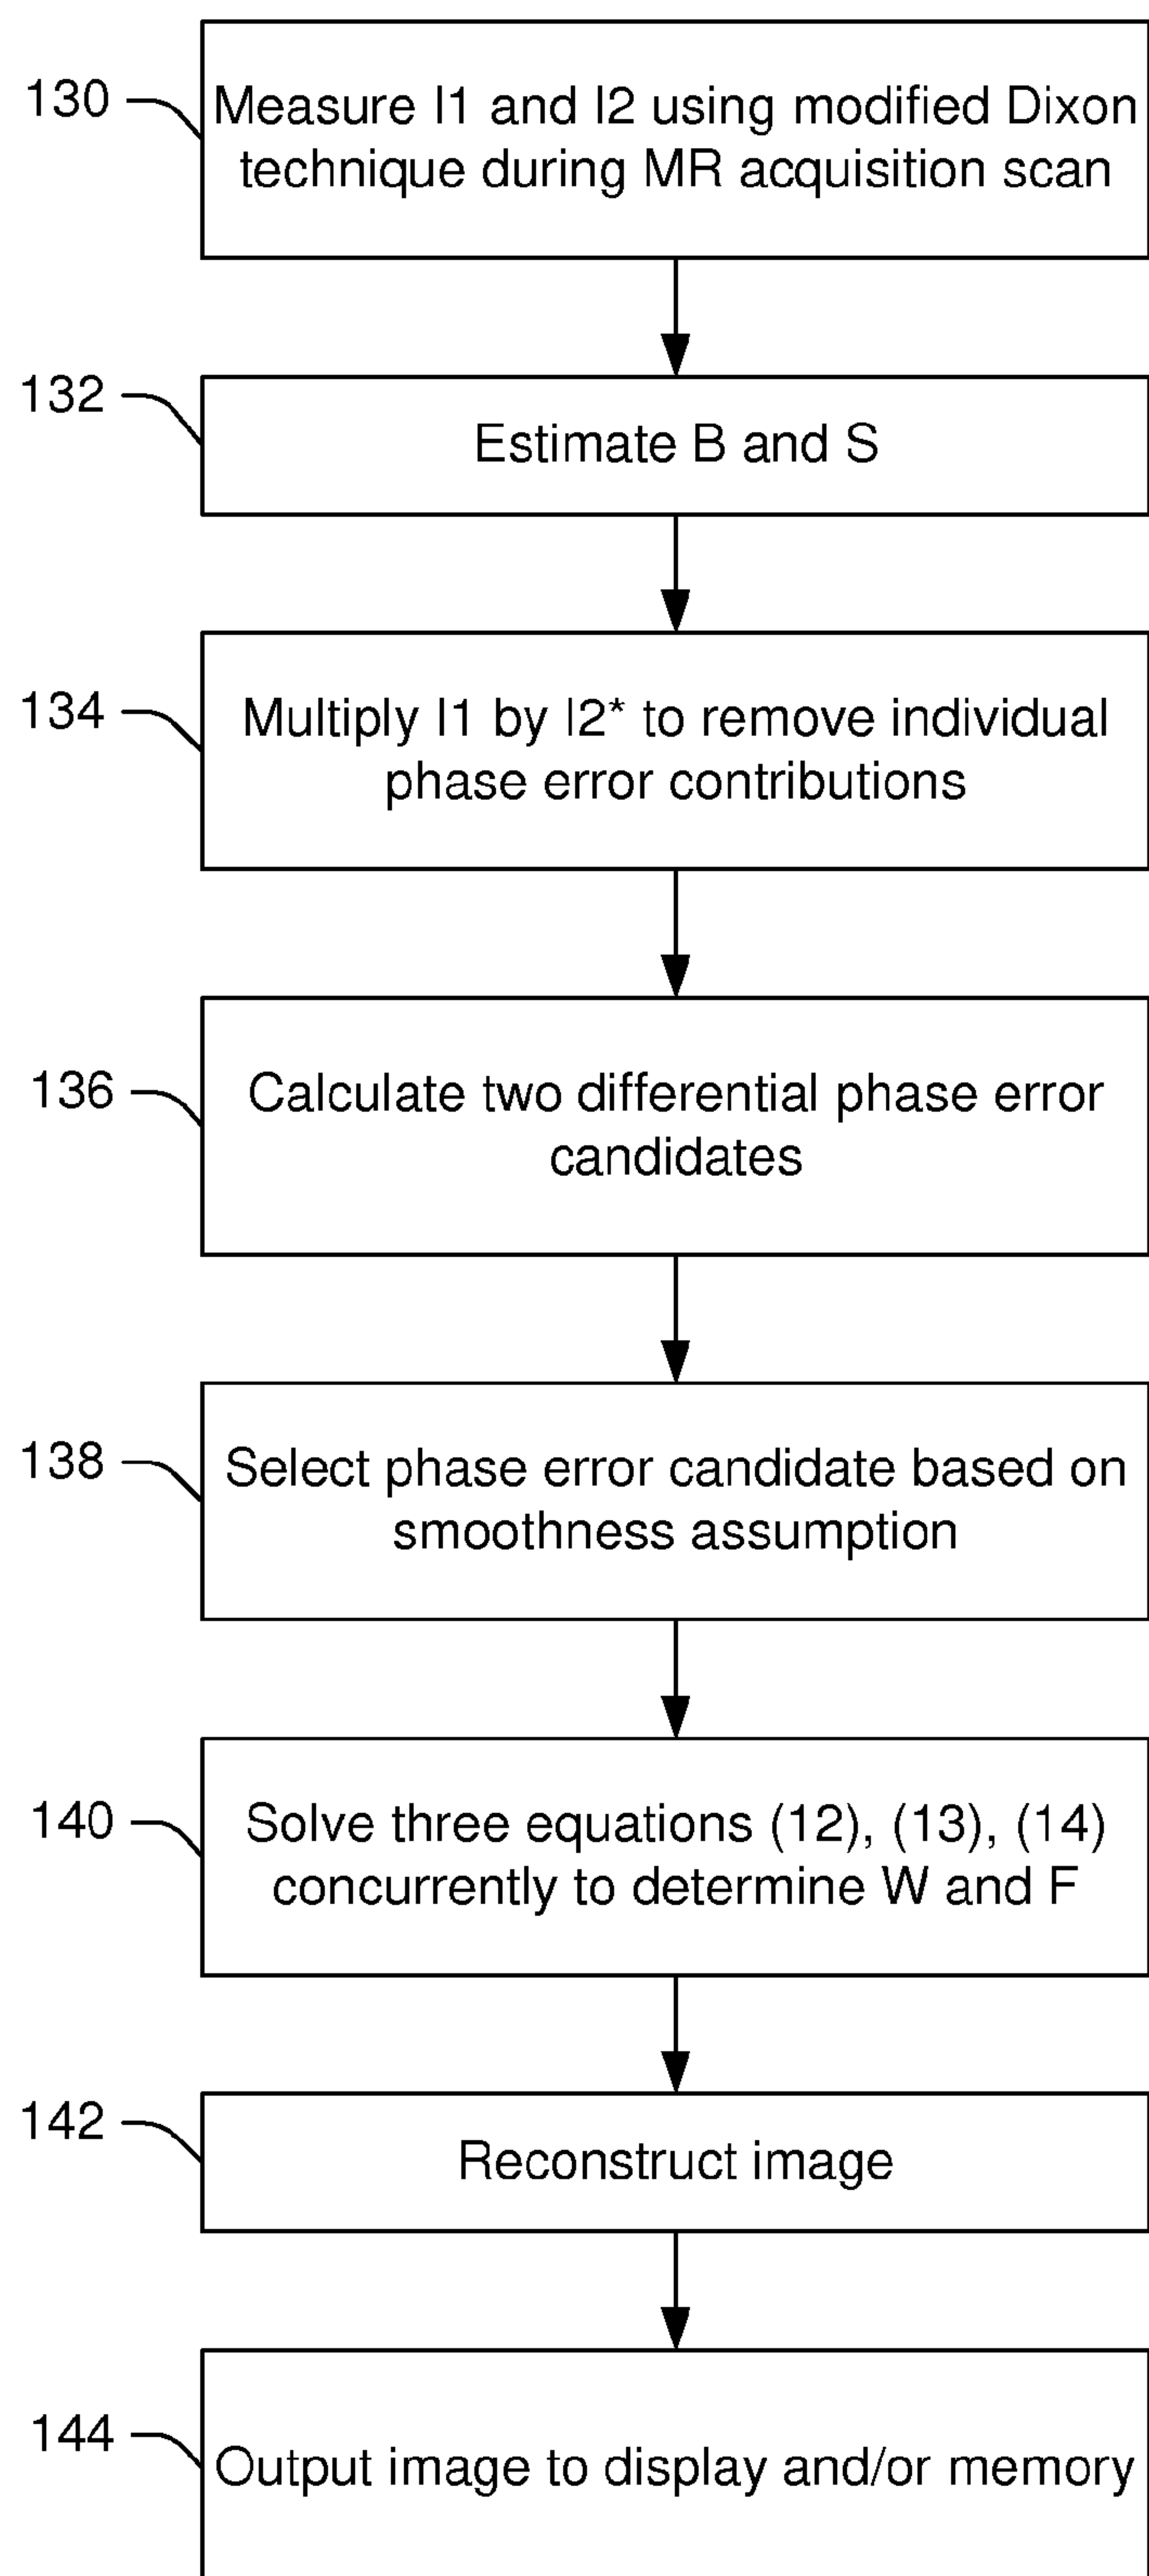 130
Measure I1 and I2 using modified Dixon
technique during MR acquisition scan
132
Estimate B and S
134
Multiply I1 by I2* to remove individual
phase error contributions
136
Calculate two differential phase error
candidates
138
Select phase error candidate based on
smoothness assumption
140
Solve three equations (12), (13), (14)
concurrently to determine W and F
142
Reconstruct image
144
Output image to display and/or memory